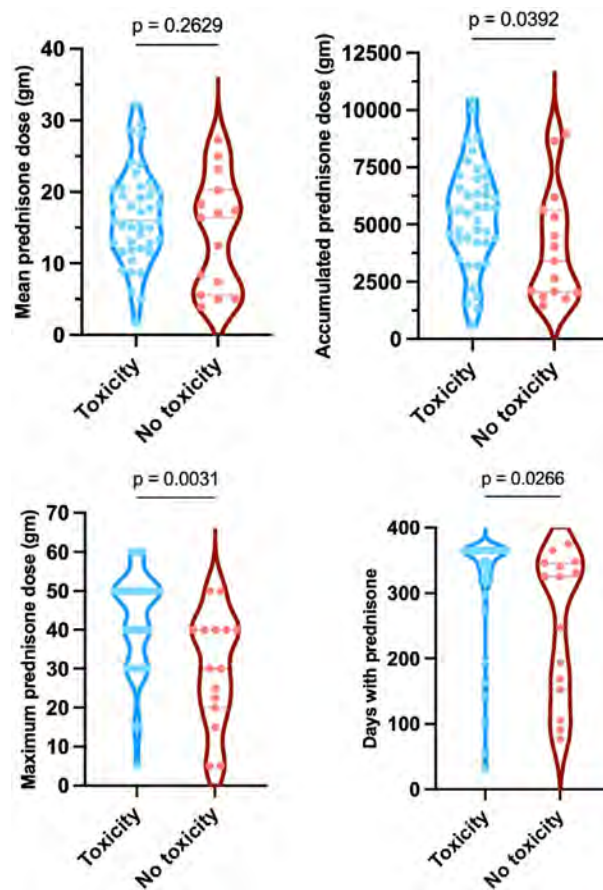 p = 0.2629
Mean prednisone dose (gm)
40
30
20
10
0
Toxicity
No toxicity
p = 0.0392
Accumulated prednisone dose (gm)
12500
10000
7500
5000
2500
0
Toxicity
No toxicity
p = 0.0031
Maximum prednisone dose (gm)
70
60
50
40
30
20
10
0
Toxicity
No toxicity
p = 0.0266
Days with prednisone
400
300
200
100
0
Toxicity
No toxicity